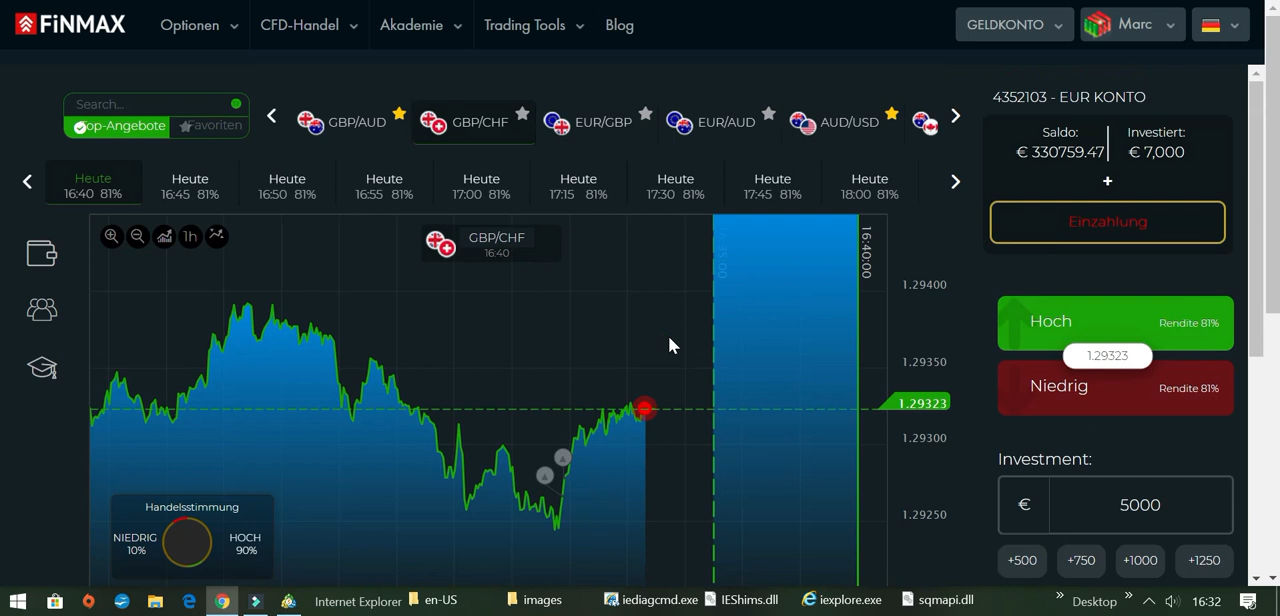 FiNMAX
Optionen CFD-Handel Akademie Trading Tools Blog GELDKONTO Marc
Search...
Top-Angebote Favoriten
GBP/AUD GBP/CHF EUR/GBP EUR/AUD AUD/USD
4352103 - EUR KONTO
Saldo: Investiert:
€ 330759.47 € 7,000
+
Einzahlung
Heute Heute Heute Heute Heute Heute Heute Heute Heute
16:40 81% 16:45 81% 16:50 81% 16:55 81% 17:00 81% 17:15 81% 17:30 81% 17:45 81% 18:00 81%
1h
GBP/CHF
16:40
16:40:00
1.29400
1.29350
1.29323
1.29300
1.29250
Hoch Rendite 81%
1.29323
Niedrig Rendite 81%
Investment:
€ 5000
+500 +750 +1000 +1250
Handelsstimmung
NIEDRIG HOCH
10% 90%
Internet Explorer en-US images iediagcmd.exe IEShims.dll iexplore.exe sqmapi.dll Desktop 16:32